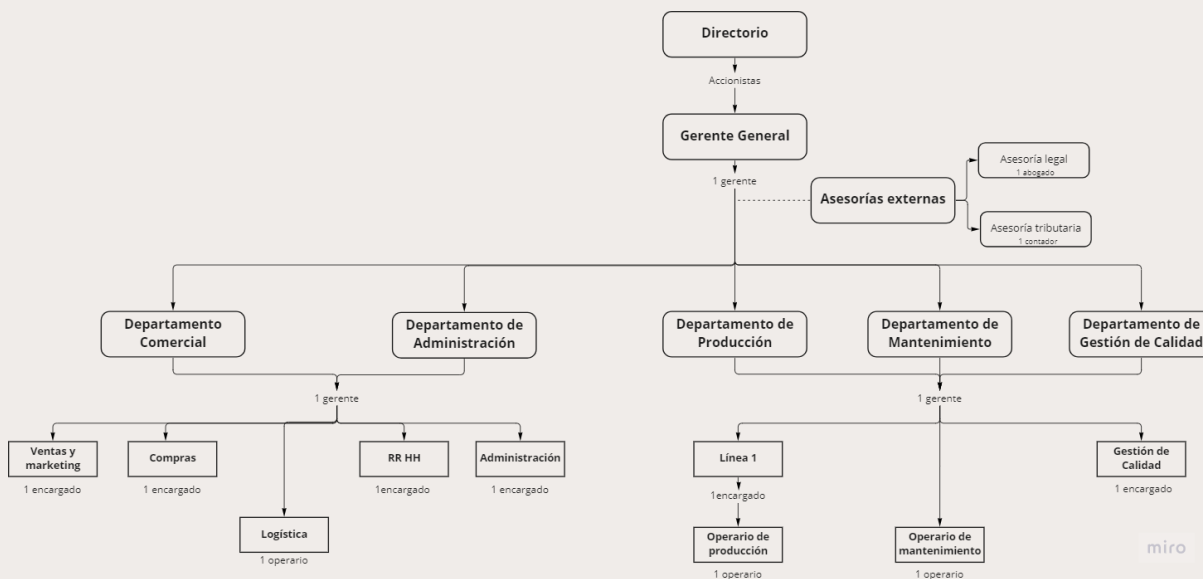 Directorio
Accionistas
Gerente General
1 gerente
Asesorías externas
Asesoría legal
1 abogado
Asesoría tributaria
1 contador
Departamento
Comercial
Departamento de
Administración
Departamento de
Producción
Departamento de
Mantenimiento
Departamento de
Gestión de Calidad
1 gerente
1 gerente
Ventas y
marketing
1 encargado
Compras
1 encargado
RR HH
1encargado
Administración
1 encargado
Logística
1 operario
Línea 1
1encargado
Gestión de
Calidad
1 encargado
Operario de
producción
1 operario
Operario de
mantenimiento
1 operario
miro